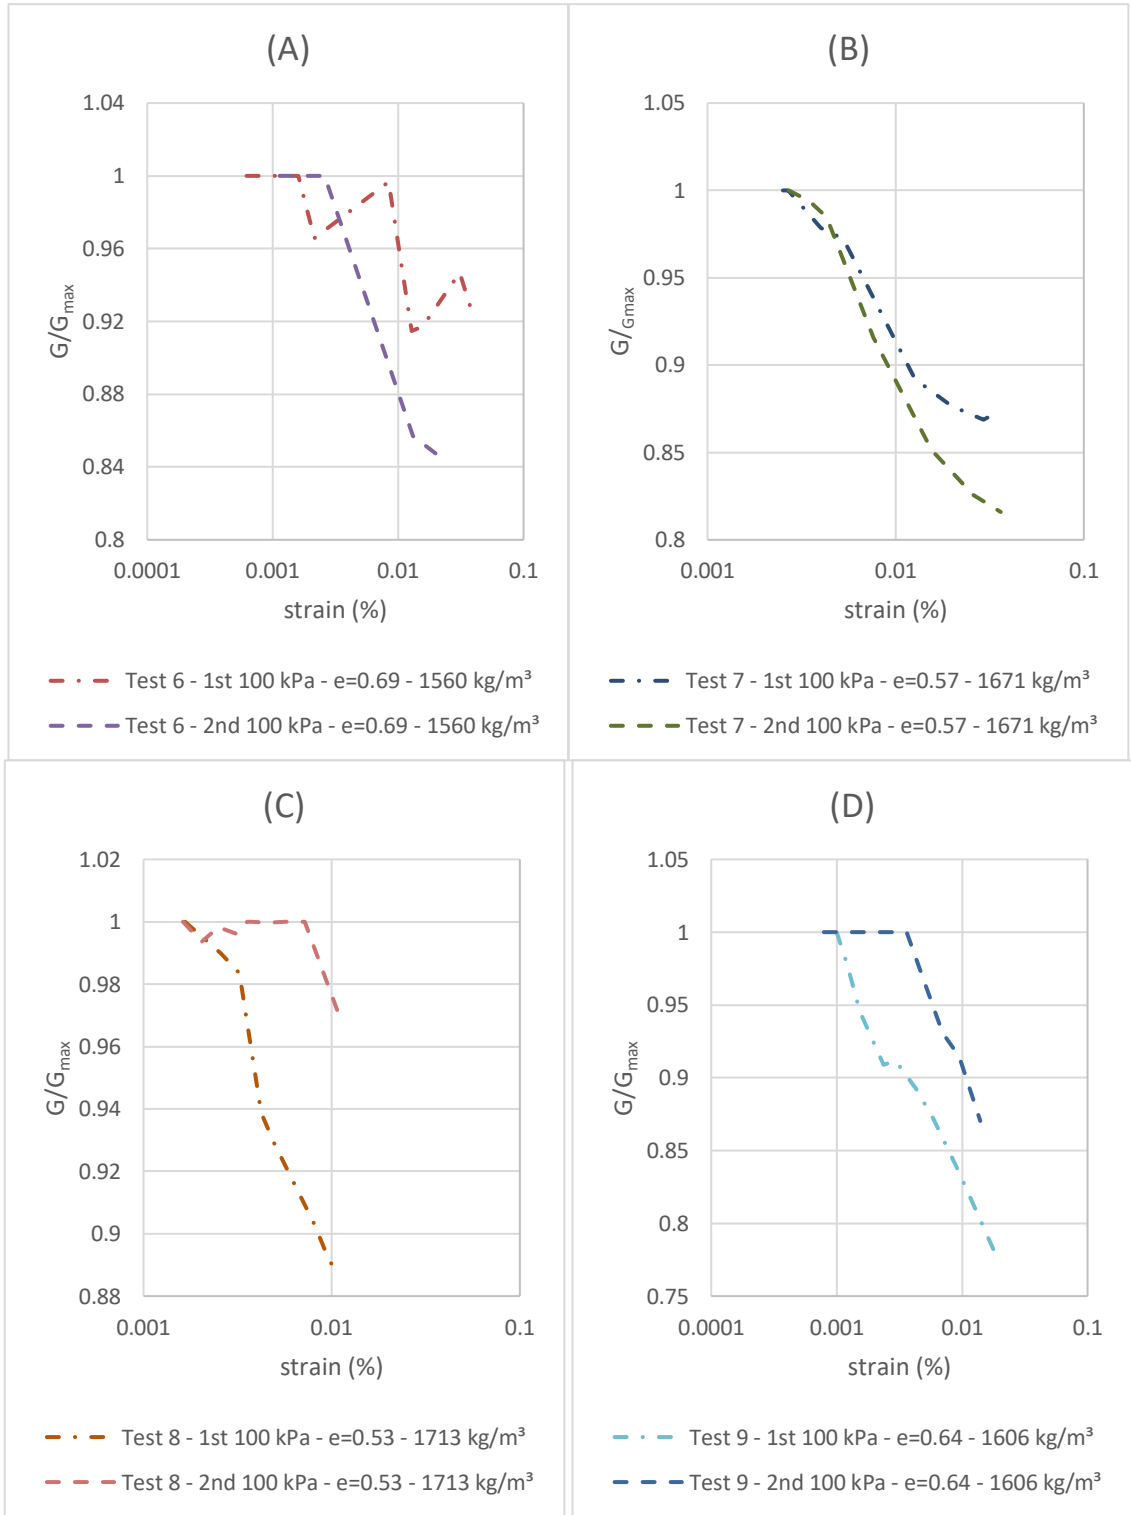 (A)
1.04
1
0.96
0.92
0.88
0.84
0.8
0.0001 0.001 0.01 0.1
G/Gmax
strain (%)
Test 6 - 1st 100 kPa - e=0.69 - 1560 kg/m³
Test 6 - 2nd 100 kPa - e=0.69 - 1560 kg/m³
(B)
1.05
1
0.95
0.9
0.85
0.8
0.001 0.01 0.1
G/Gmax
strain (%)
Test 7 - 1st 100 kPa - e=0.57 - 1671 kg/m³
Test 7 - 2nd 100 kPa - e=0.57 - 1671 kg/m³
(C)
1.02
1
0.98
0.96
0.94
0.92
0.9
0.88
0.001 0.01 0.1
G/Gmax
strain (%)
Test 8 - 1st 100 kPa - e=0.53 - 1713 kg/m³
Test 8 - 2nd 100 kPa - e=0.53 - 1713 kg/m³
(D)
1.05
1
0.95
0.9
0.85
0.8
0.75
0.0001 0.001 0.01 0.1
G/Gmax
strain (%)
Test 9 - 1st 100 kPa - e=0.64 - 1606 kg/m³
Test 9 - 2nd 100 kPa - e=0.64 - 1606 kg/m³